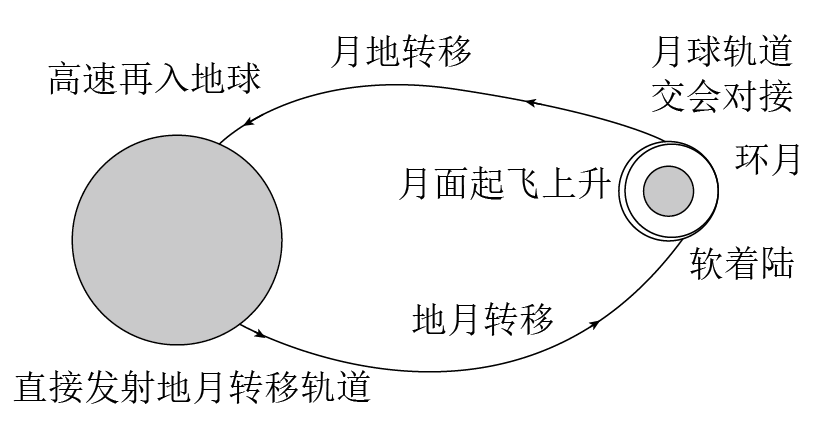 月地转移
月球轨道
交会对接
高速再入地球
环月
月面起飞上升
软着陆
地月转移
直接发射地月转移轨道